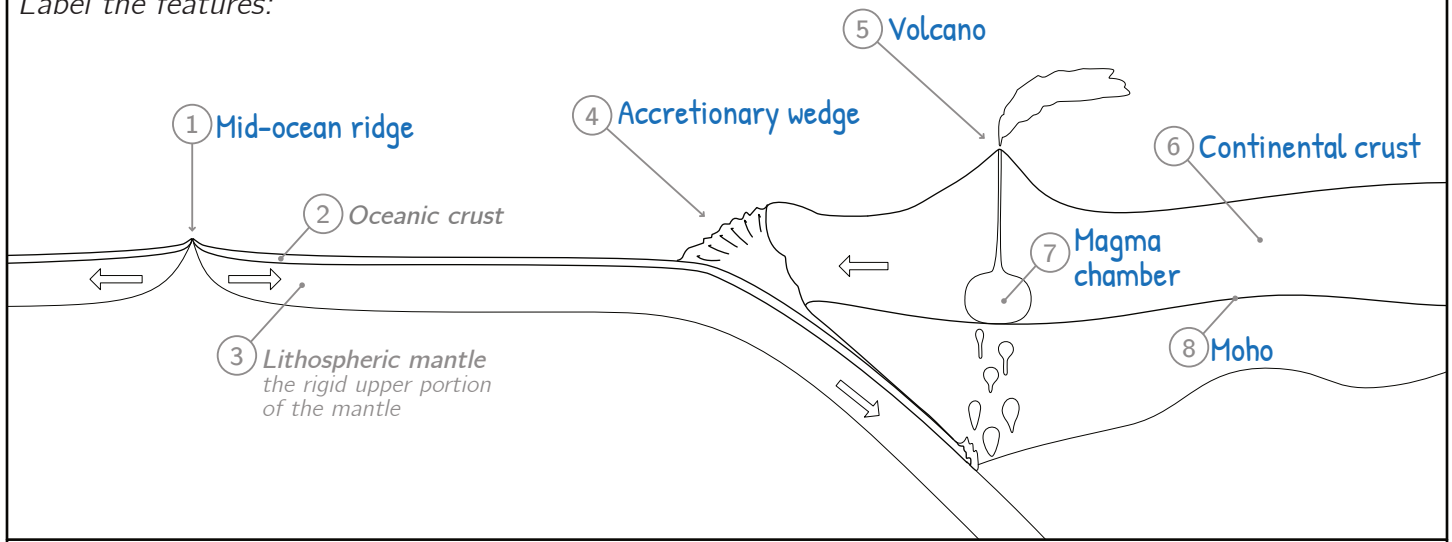 Label the features:
5 Volcano
1 Mid-ocean ridge
4 Accretionary wedge
6 Continental crust
2 Oceanic crust
7 Magma
chamber
3 Lithospheric mantle
the rigid upper portion
of the mantle
8 Moho